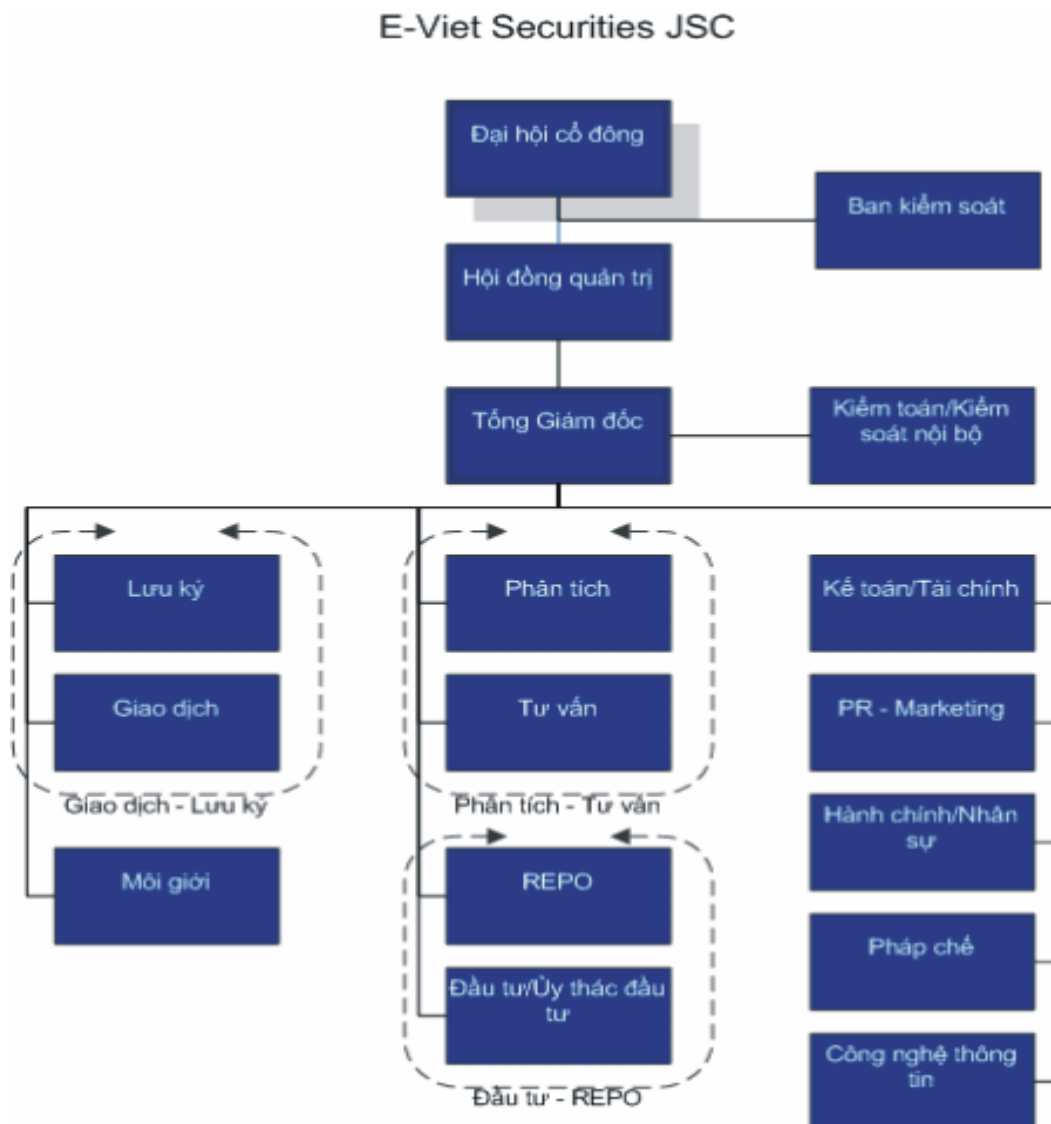 E-Viet Securities JSC
Đại hội cổ đông
Ban kiểm soát
Hội đồng quản trị
Tổng Giám đốc
Kiểm toán/Kiểm
soát nội bộ
Lưu ký
Phân tích
Kế toán/Tài chính
Giao dịch
Tư vấn
PR - Marketing
Giao dịch - Lưu ký
Phân tích - Tư vấn
Hành chính/Nhân
sự
Môi giới
REPO
Pháp chế
Đầu tư/Ủy thác đầu
tư
Công nghệ thông
tin
Đầu tư - REPO